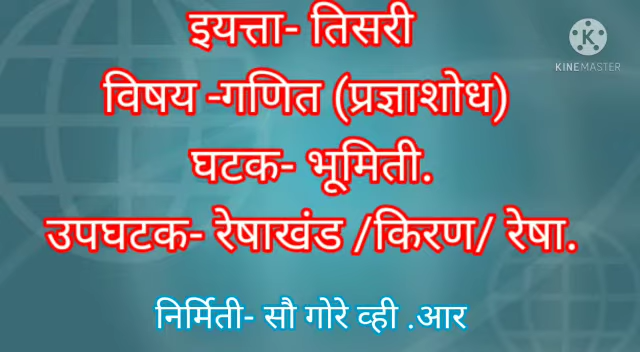 इयत्ता- तिसरी
K
KINEMASTER
विषय -गणित (प्रज्ञाशोध)
घटक- भूमिती.
उपघटक- रेषाखंड /किरण/ रेषा.
निर्मिती- सौ गोरे व्ही .आर